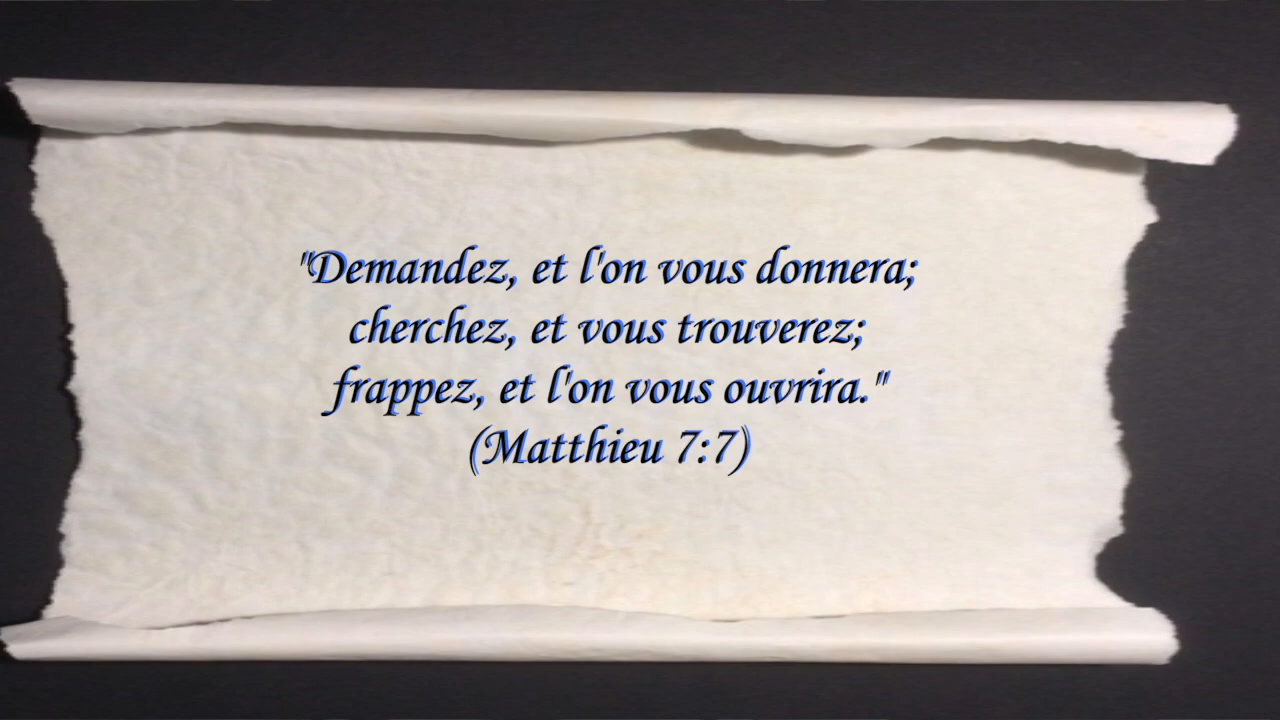 "Demandez, et l'on vous donnera;
cherchez, et vous trouverez;
frappez, et l'on vous ouvrira."
(Matthieu 7:7)